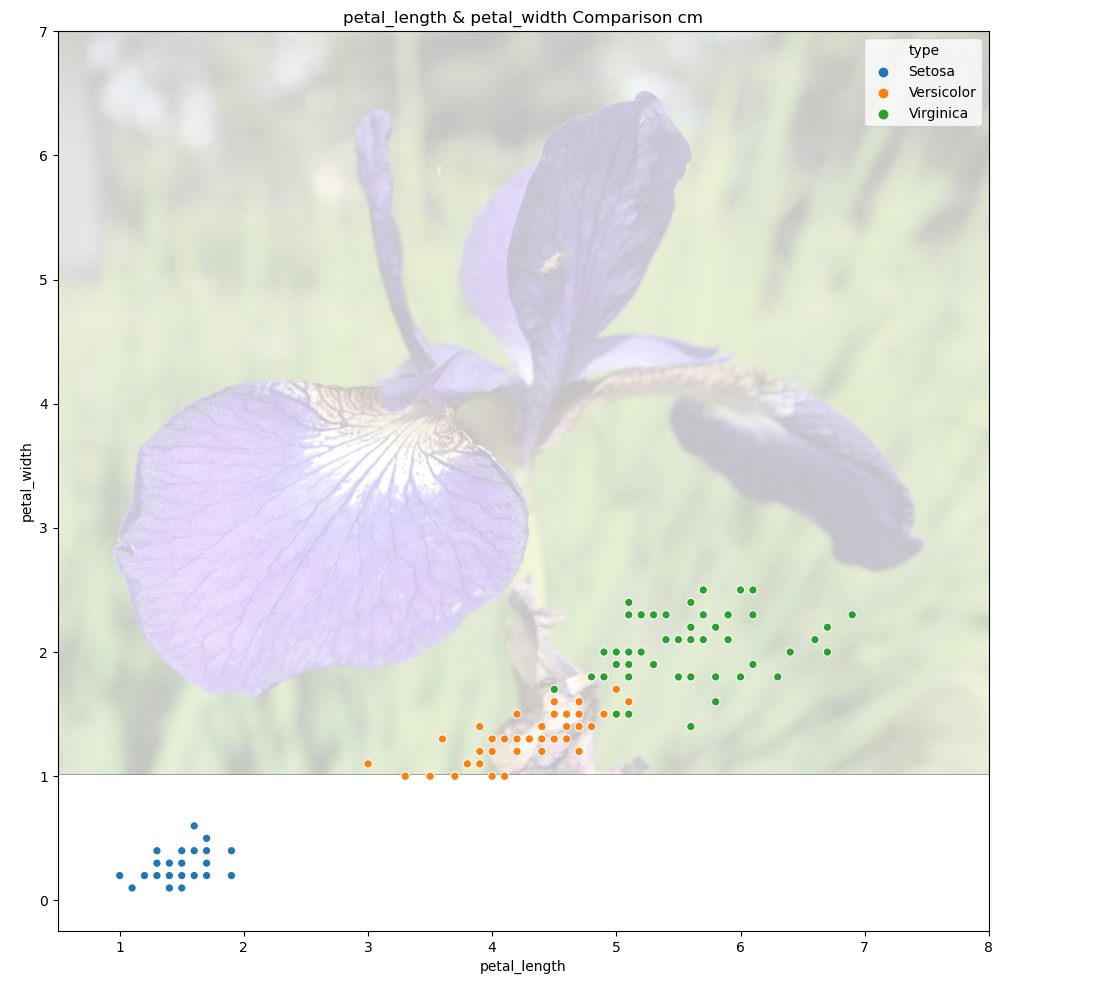 petal_length & petal_width Comparison cm
7
6
5
4
3
2
1
0
petal_width
type
Setosa
Versicolor
Virginica
1 2 3 4 5 6 7 8
petal_length